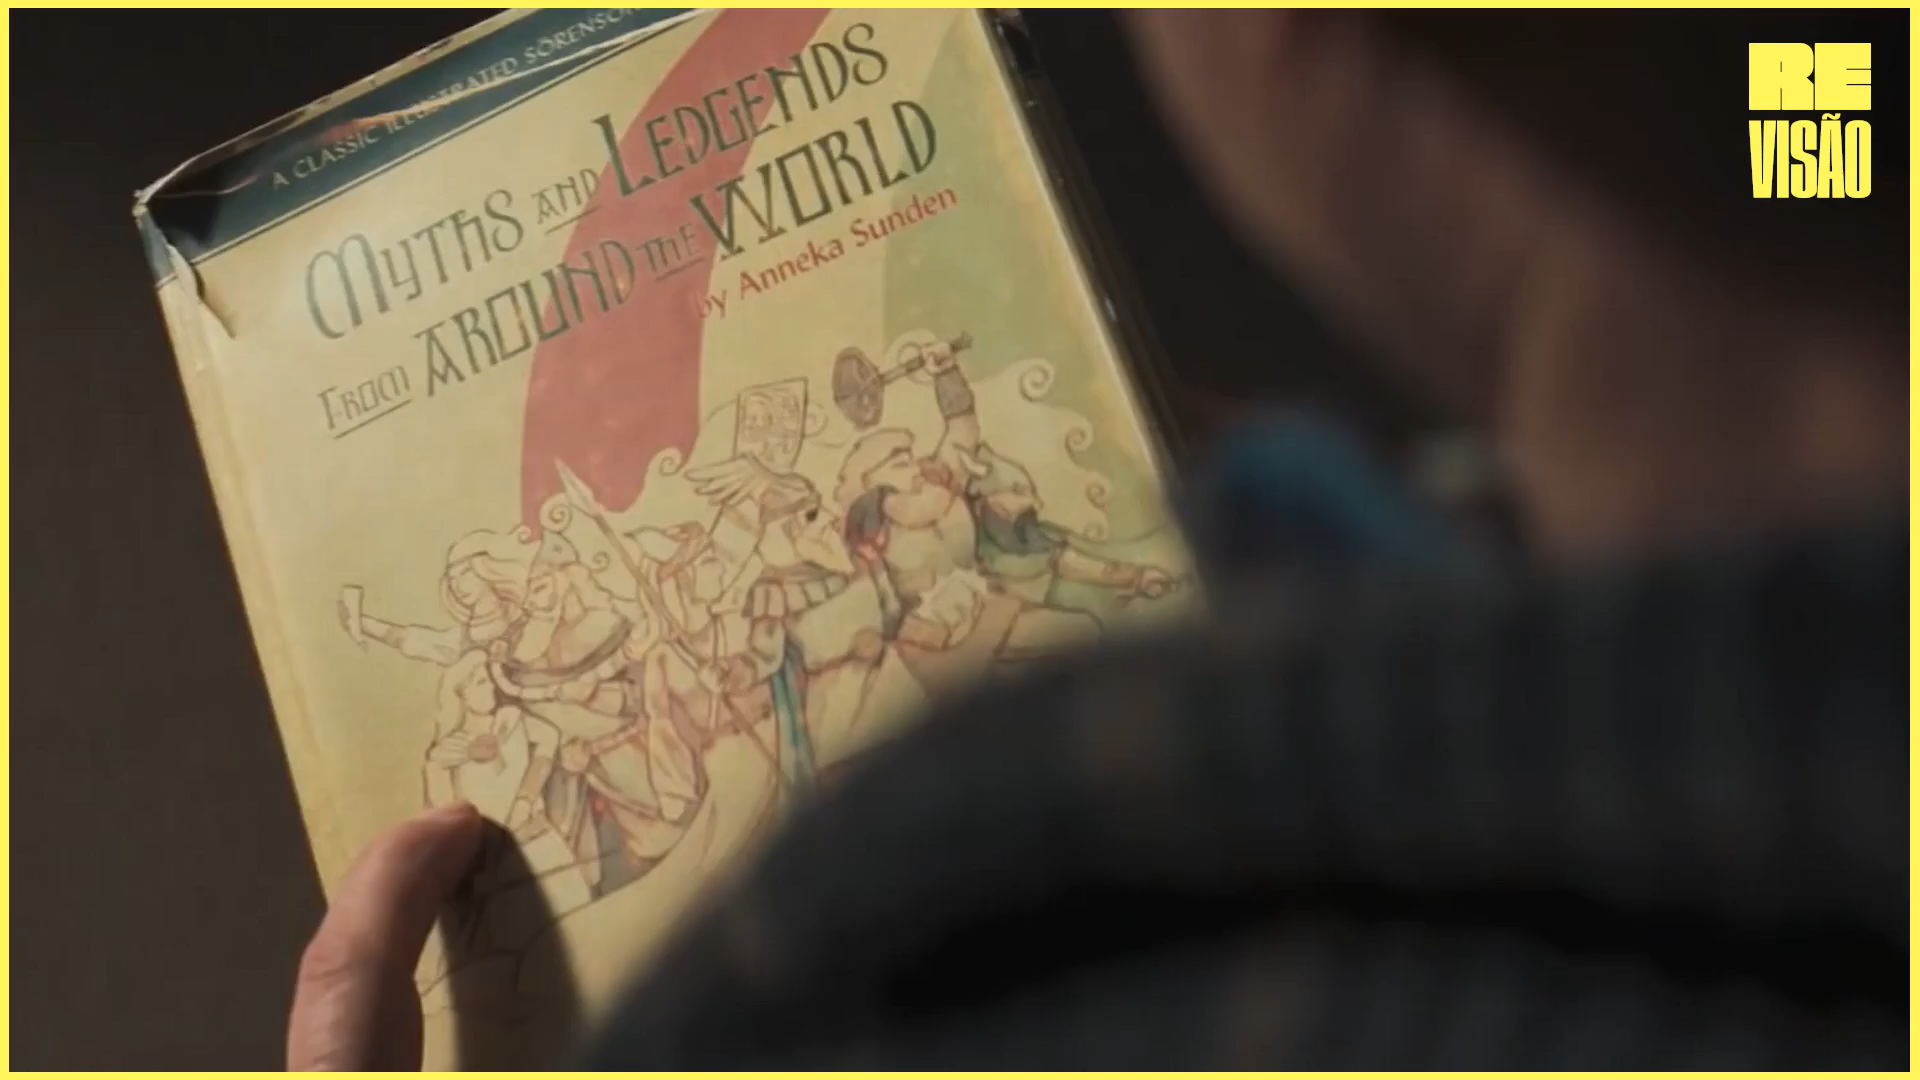 A CLASSIC ILLUSTRATED SORENSON
MYTHS AND LEDGENDS
FROM AROUND THE WORLD
by Anneka Sunden
RE
VISÃO